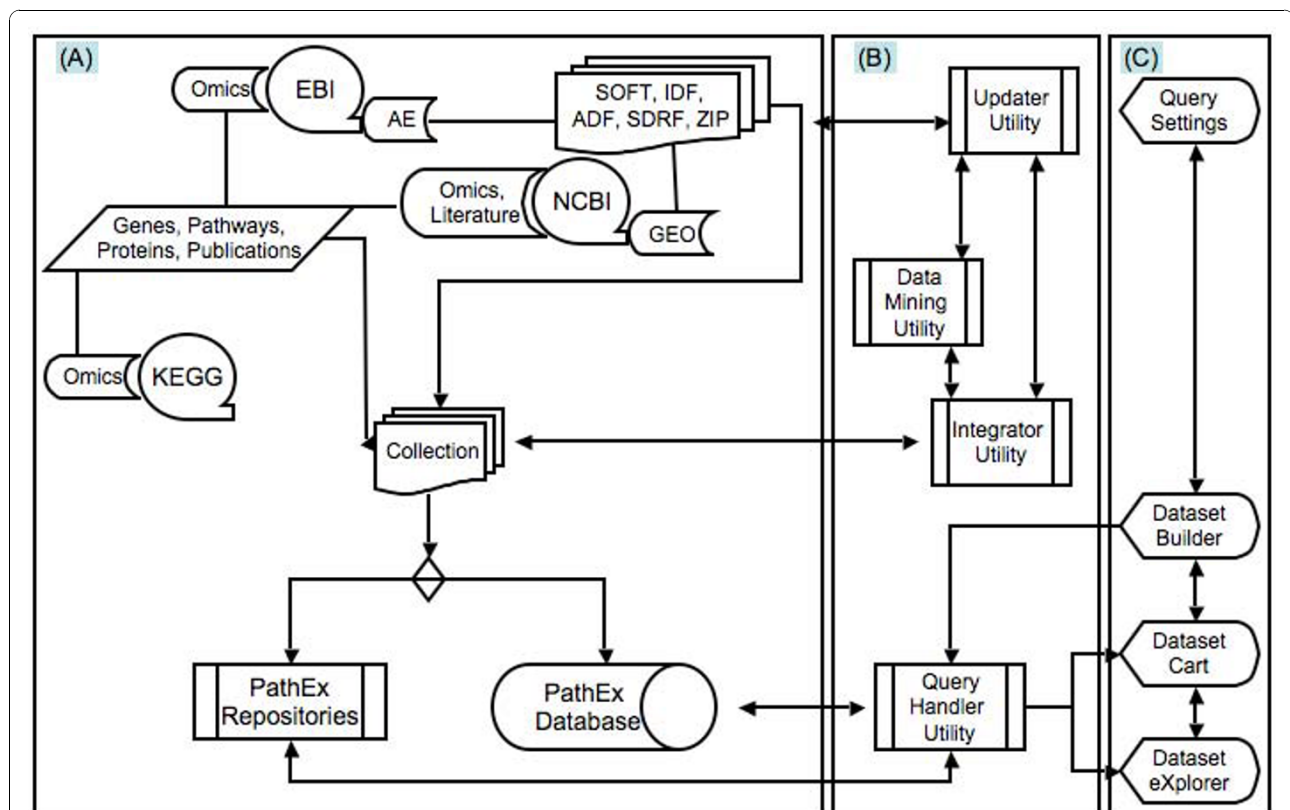 (A)
Omics
EBI
AE
SOFT, IDF,
ADF, SDRF, ZIP
Omics,
Literature
NCBI
GEO
Genes, Pathways,
Proteins, Publications
Omics
KEGG
Collection
PathEx
Repositories
PathEx
Database
(B)
Updater
Utility
Data
Mining
Utility
Integrator
Utility
Query
Handler
Utility
(C)
Query
Settings
Dataset
Builder
Dataset
Cart
Dataset
eXplorer